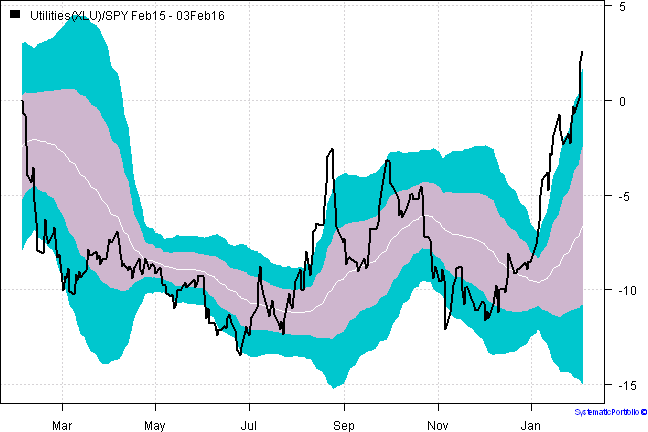 Utilities(XLU)/SPY Feb15 - 03Feb16
5
0
-5
-10
-15
Mar May Jul Sep Nov Jan
SystematicPortfolio ©